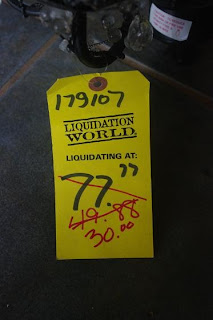 179107
LIQUIDATION
WORLD
LIQUIDATING AT:
77.77
49.88
30.00